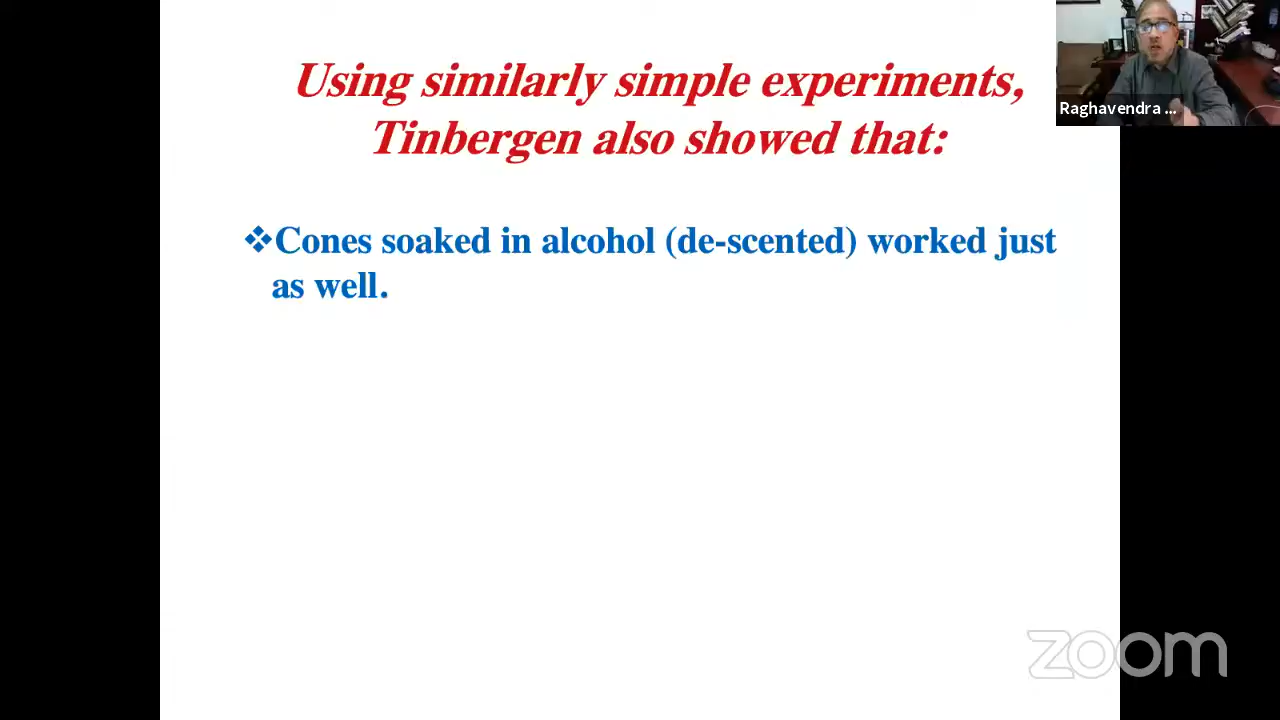 Using similarly simple experiments,
Tinbergen also showed that:
❖Cones soaked in alcohol (de-scented) worked just
as well.
Raghavendra ...
zoom